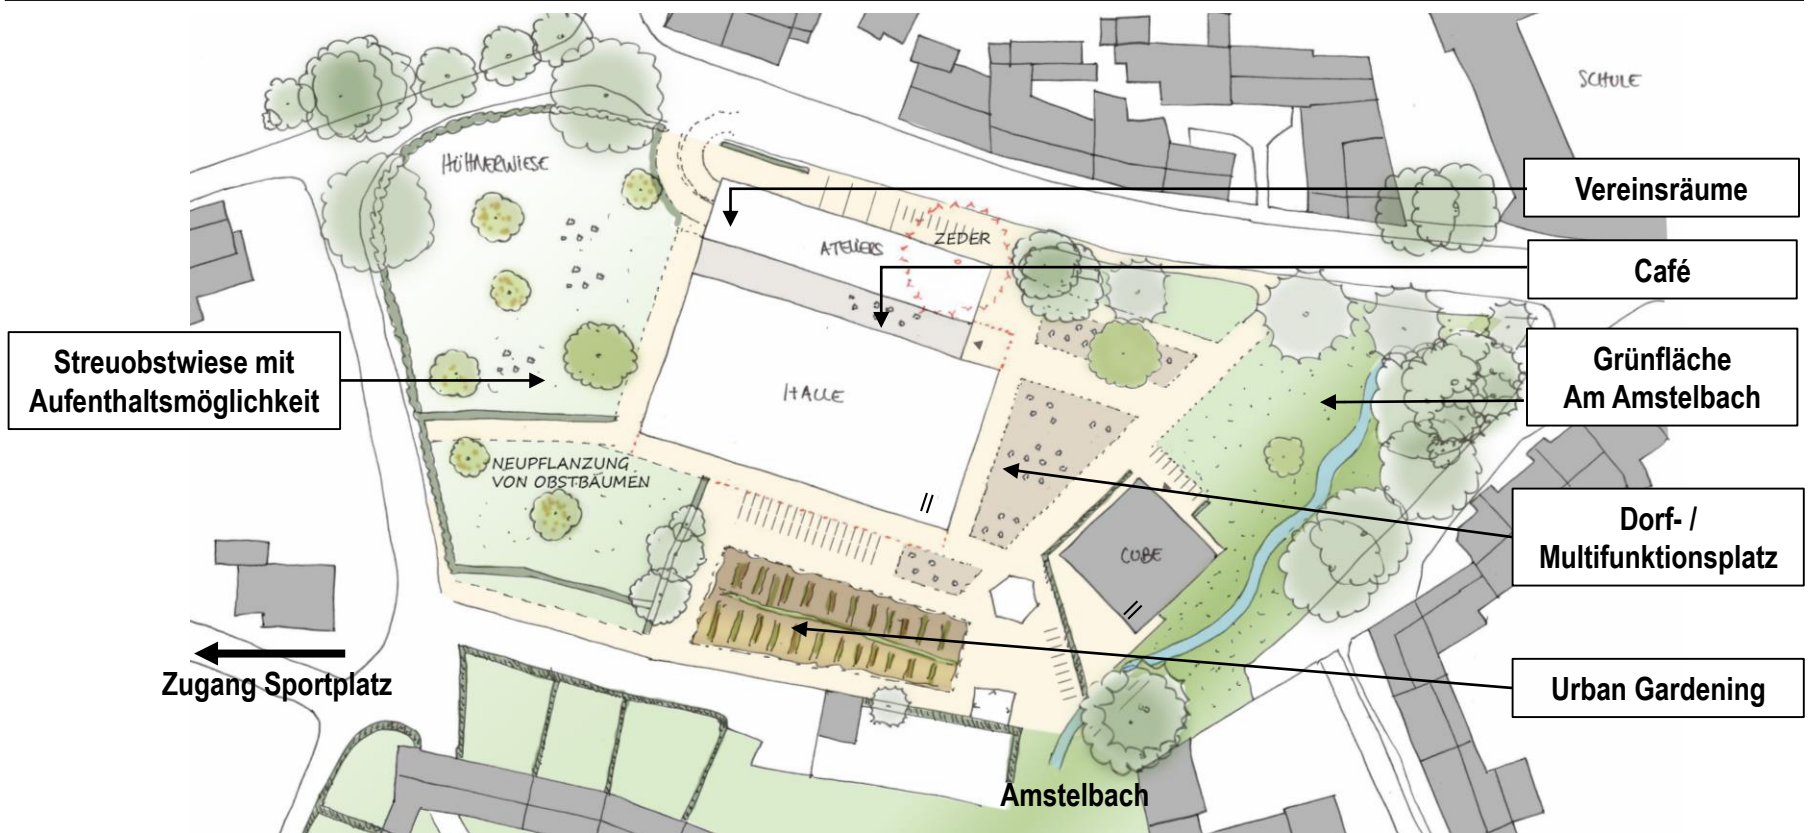 SCHULE
HÜHNERWIESE
Vereinsräume
ATELIERS
ZEDER
Café
Streuobstwiese mit
Aufenthaltsmöglichkeit
Grünfläche
Am Amstelbach
HALLE
NEUPFLANZUNG
VON OBSTBÄUMEN
Dorf- /
Multifunktionsplatz
CUBE
Zugang Sportplatz
Urban Gardening
Amstelbach